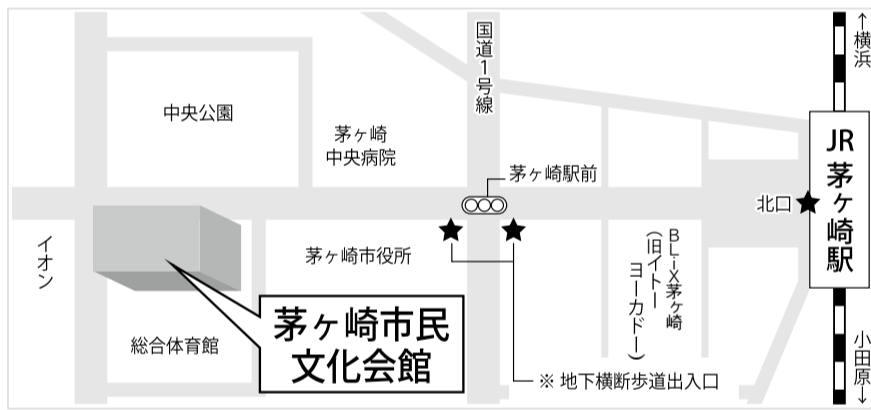 国道1号線
↑横浜
中央公園
茅ヶ崎
中央病院
茅ヶ崎駅前
JR茅ヶ崎駅
北口
イオン
茅ヶ崎市役所
BLiX茅ヶ崎
(旧イトー
ヨーカドー)
茅ヶ崎市民
文化会館
総合体育館
小田原↓
※ 地下横断歩道出入口